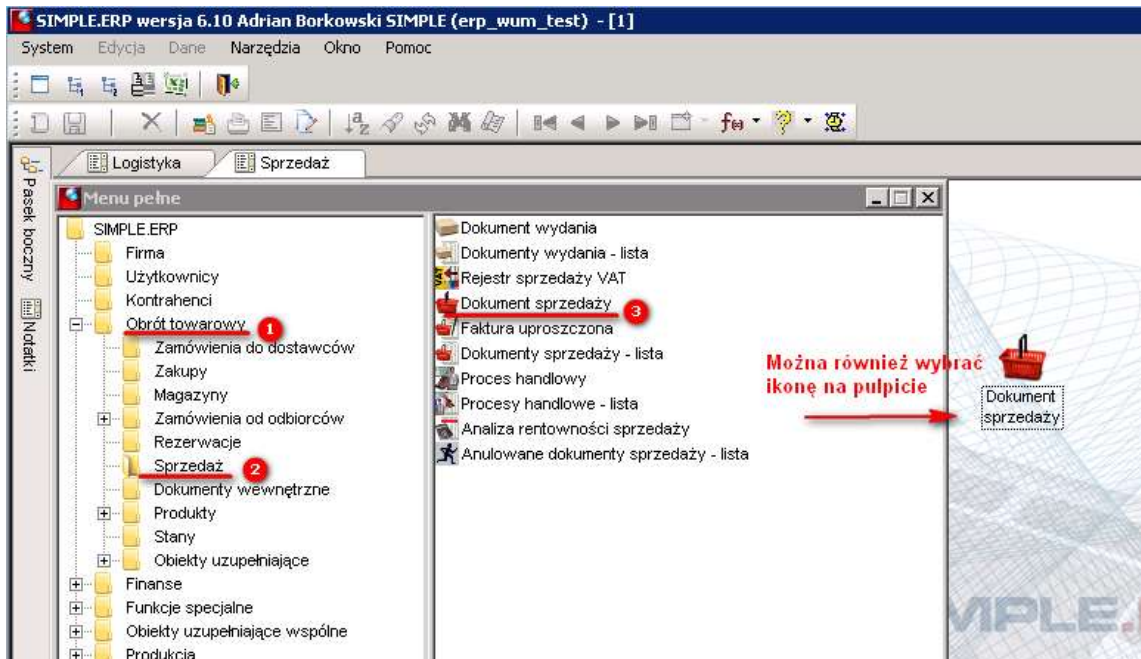 SIMPLE.ERP wersja 6.10 Adrian Borkowski SIMPLE (erp_wum_test) - [1]
System Edycja Dane Narzędzia Okno Pomoc
Logistyka
Sprzedaż
Pasek boczny
Notatki
Menu pełne
SIMPLE.ERP
Firma
Użytkownicy
Kontrahenci
Obrót towarowy 1
Zamówienia do dostawców
Zakupy
Magazyny
Zamówienia od odbiorców
Rezerwacje
Sprzedaż 2
Dokumenty wewnętrzne
Produkty
Stany
Obiekty uzupełniające
Finanse
Funkcje specjalne
Obiekty uzupełniające wspólne
Produkcja
Dokument wydania
Dokumenty wydania - lista
Rejestr sprzedaży VAT
Dokument sprzedaży 3
Faktura uproszczona
Dokumenty sprzedaży - lista
Proces handlowy
Procesy handlowe - lista
Analiza rentowności sprzedaży
Anulowane dokumenty sprzedaży - lista
Można również wybrać
ikonę na pulpicie
Dokument
sprzedaży
MPLE.